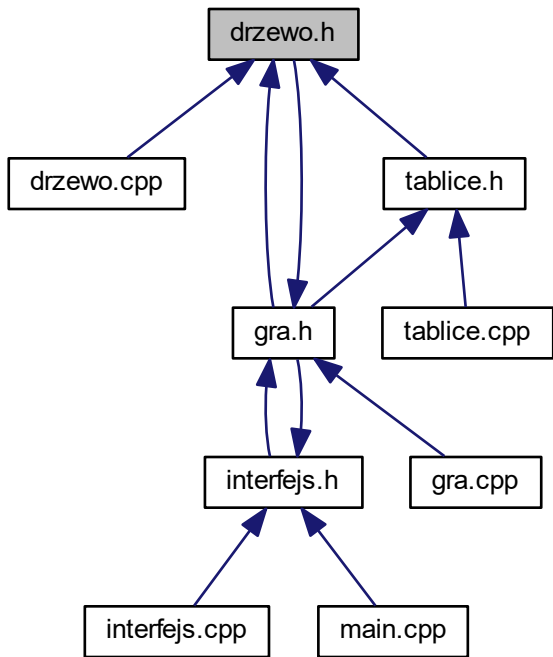 drzewo.h
drzewo.cpp
tablice.h
gra.h
tablice.cpp
interfejs.h
gra.cpp
interfejs.cpp
main.cpp